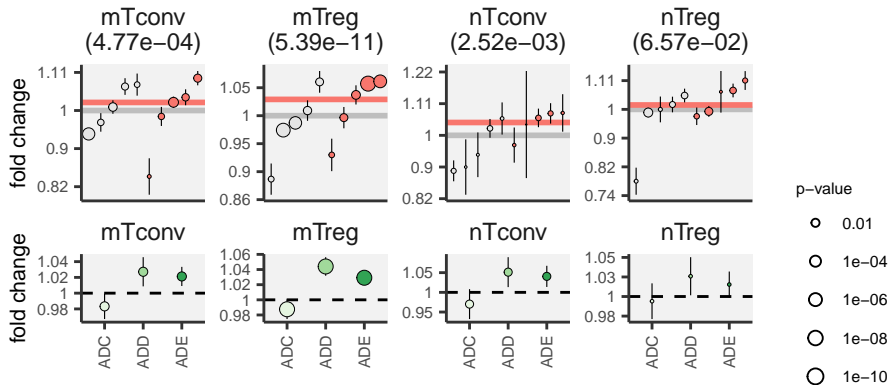 mTconv
(4.77e−04)
mTreg
(5.39e−11)
nTconv
(2.52e−03)
nTreg
(6.57e−02)
fold change
1.11
1
0.9
0.82
1.05
1
0.95
0.9
0.86
1.22
1.11
1
0.9
0.82
1.11
1
0.9
0.82
0.74
mTconv
mTreg
nTconv
nTreg
fold change
1.04
1.02
1
0.98
1.06
1.04
1.02
1
0.98
1.1
1.05
1
0.95
1.05
1.03
1
0.98
ADC
ADD
ADE
ADC
ADD
ADE
ADC
ADD
ADE
ADC
ADD
ADE
p−value
0.01
1e−04
1e−06
1e−08
1e−10